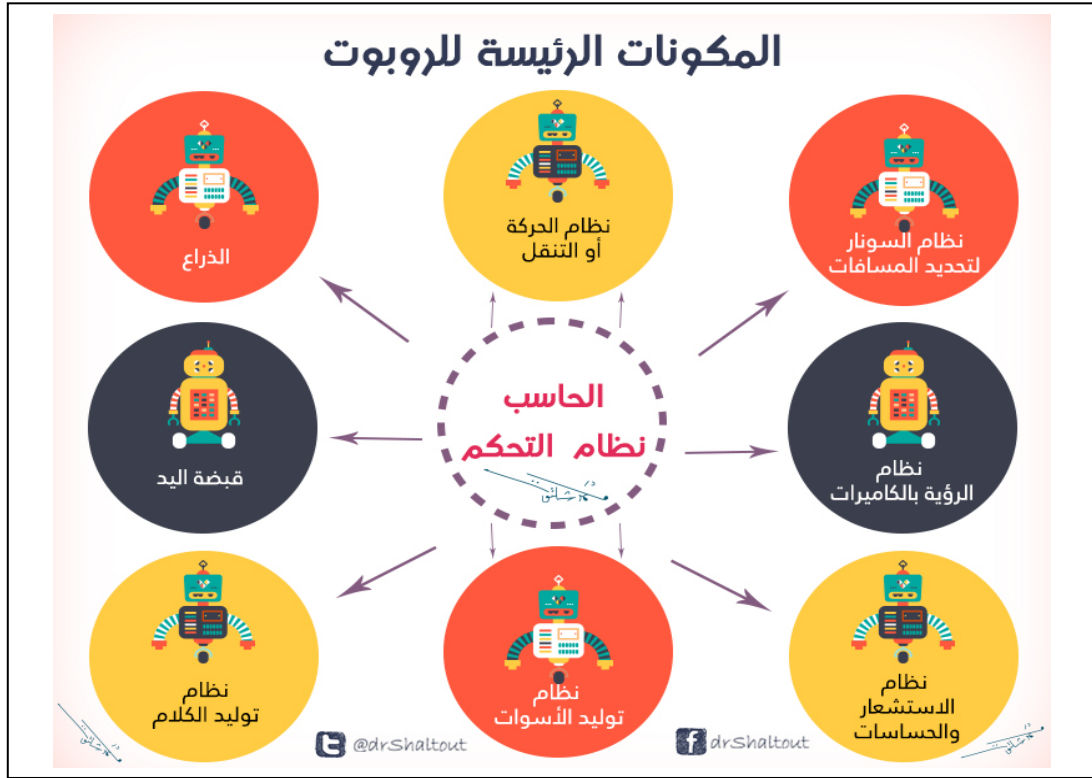 المكونات الرئيسة للروبوت
نظام السونار
لتحديد المسافات
نظام الحركة
أو التنقل
الذراع
الحاسب
نظام التحكم
نظام
الرؤية بالكاميرات
قبضة اليد
نظام
الاستشعار
والحساسات
نظام
توليد الأسوات
نظام
توليد الكلام
drShaltout
@drShaltout